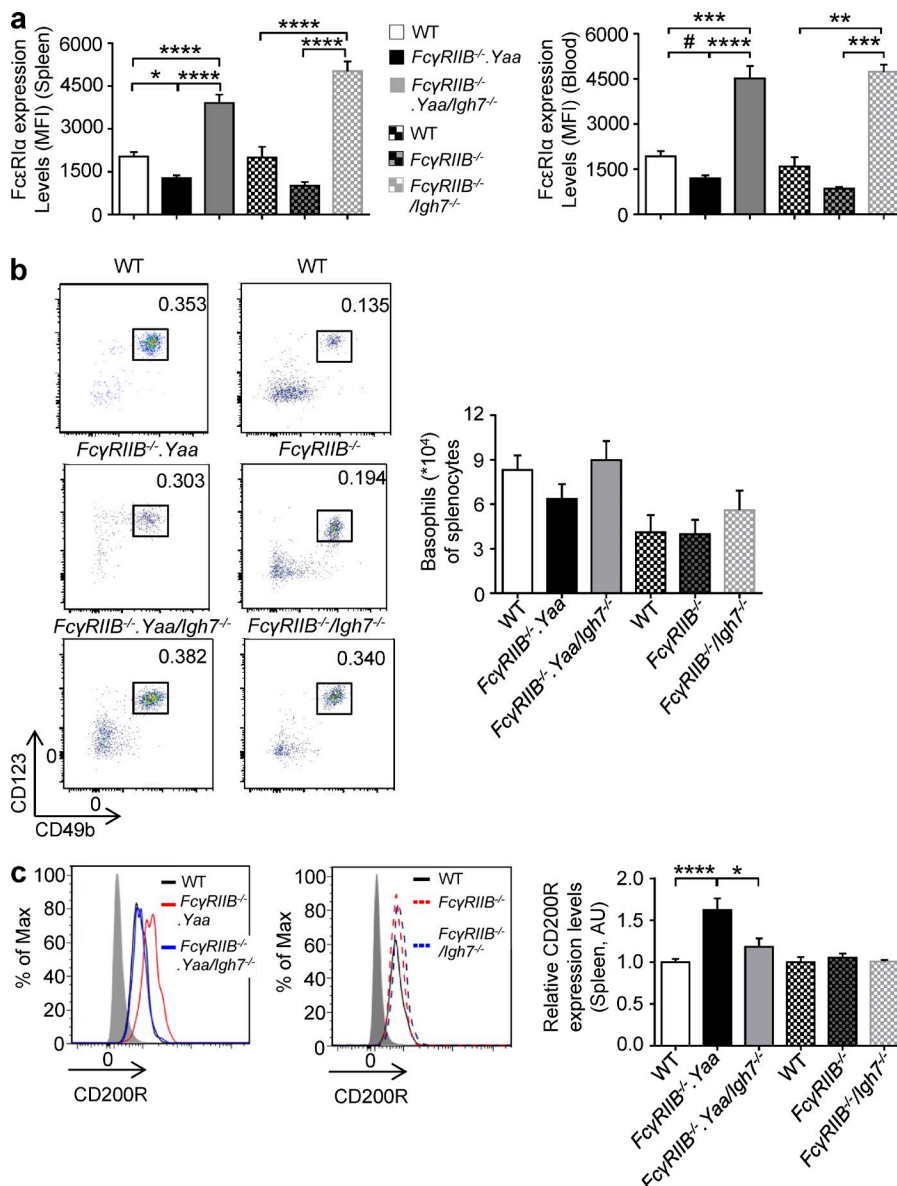 a
FcεRIα expression
Levels (MFI) (Spleen)
6000
4500
3000
1500
0
****
*
****
****
****
WT
FcγRIIB-/-.Yaa
FcγRIIB-/-
.Yaa/Igh7-/-
WT
FcγRIIB-/-
FcγRIIB-/-
/Igh7-/-
FcεRIα expression
Levels (MFI) (Blood)
6000
4500
3000
1500
0
***
#
****
**
***
b
WT
0.353
WT
0.135
FcγRIIB-/-.Yaa
0.303
FcγRIIB-/-
0.194
FcγRIIB-/-.Yaa/Igh7-/-
0.382
FcγRIIB-/-/Igh7-/-
0.340
CD123
0
0
CD49b
Basophils (*10⁴)
of splenocytes
12
9
6
3
0
WT
FcγRIIB-/-.Yaa
FcγRIIB-/-.Yaa/Igh7-/-
WT
FcγRIIB-/-
FcγRIIB-/-/Igh7-/-
c
% of Max
100
80
60
40
20
0
WT
FcγRIIB-/-
.Yaa
FcγRIIB-/-
.Yaa/Igh7-/-
0
CD200R
% of Max
100
80
60
40
20
0
WT
FcγRIIB-/-
FcγRIIB-/-
/Igh7-/-
0
CD200R
Relative CD200R
expression levels
(Spleen, AU)
2.0
1.5
1.0
0.5
0.0
****
*
WT
FcγRIIB-/-.Yaa
FcγRIIB-/-.Yaa/Igh7-/-
WT
FcγRIIB-/-
FcγRIIB-/-/Igh7-/-